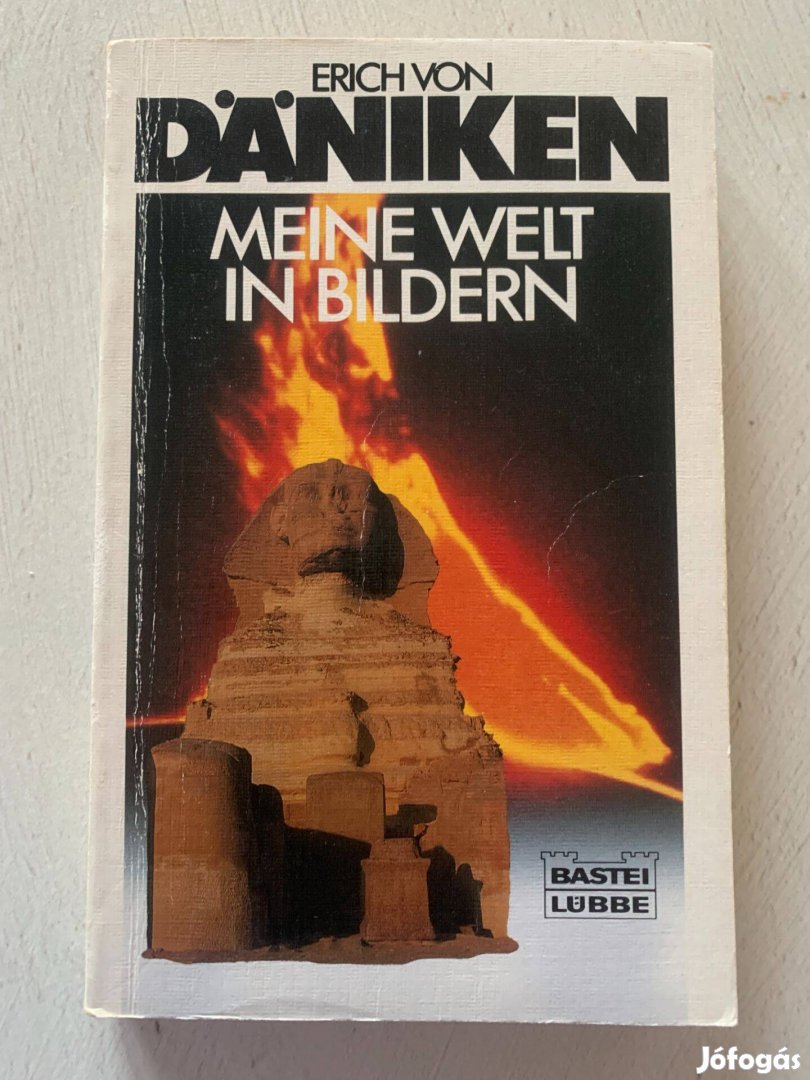 ERICH VON
DÄNIKEN
MEINE WELT
IN BILDERN
BASTEI
LÜBBE
Jófogás